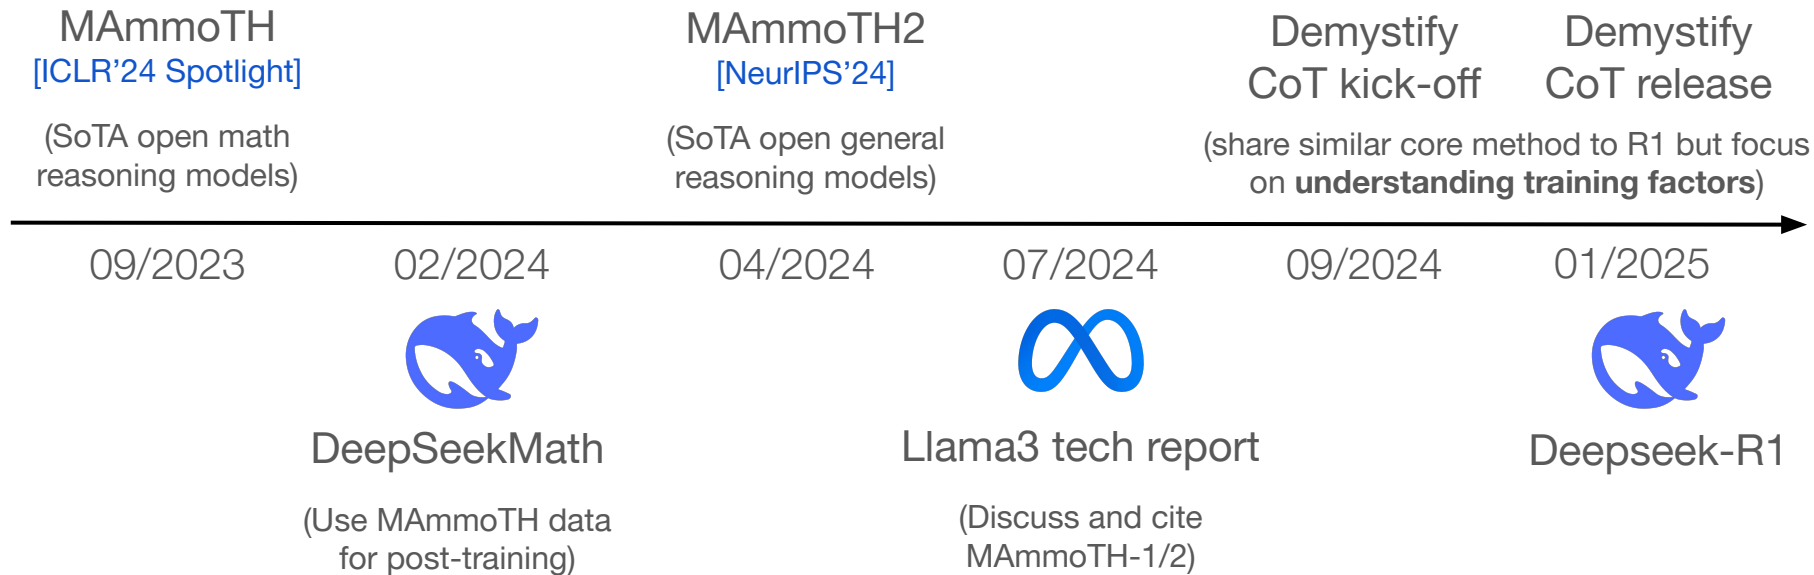 MAmmoTH
[ICLR’24 Spotlight]
(SoTA open math
reasoning models)
MAmmoTH2
[NeurIPS’24]
(SoTA open general
reasoning models)
Demystify
CoT kick-off
Demystify
CoT release
(share similar core method to R1 but focus
on understanding training factors)
09/2023
02/2024
04/2024
07/2024
09/2024
01/2025
DeepSeekMath
(Use MAmmoTH data
for post-training)
Llama3 tech report
(Discuss and cite
MAmmoTH-1/2)
Deepseek-R1